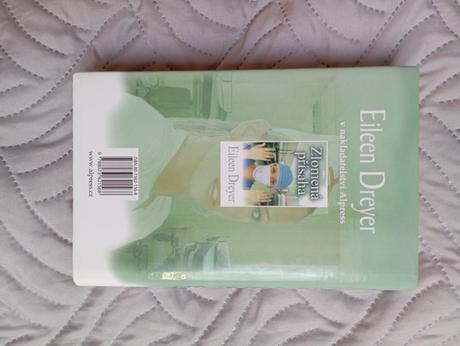 Eileen Dreyer
v nakladatelství Alpress
Zlomená
přísaha
Eileen Dreyer
www.alpress.cz